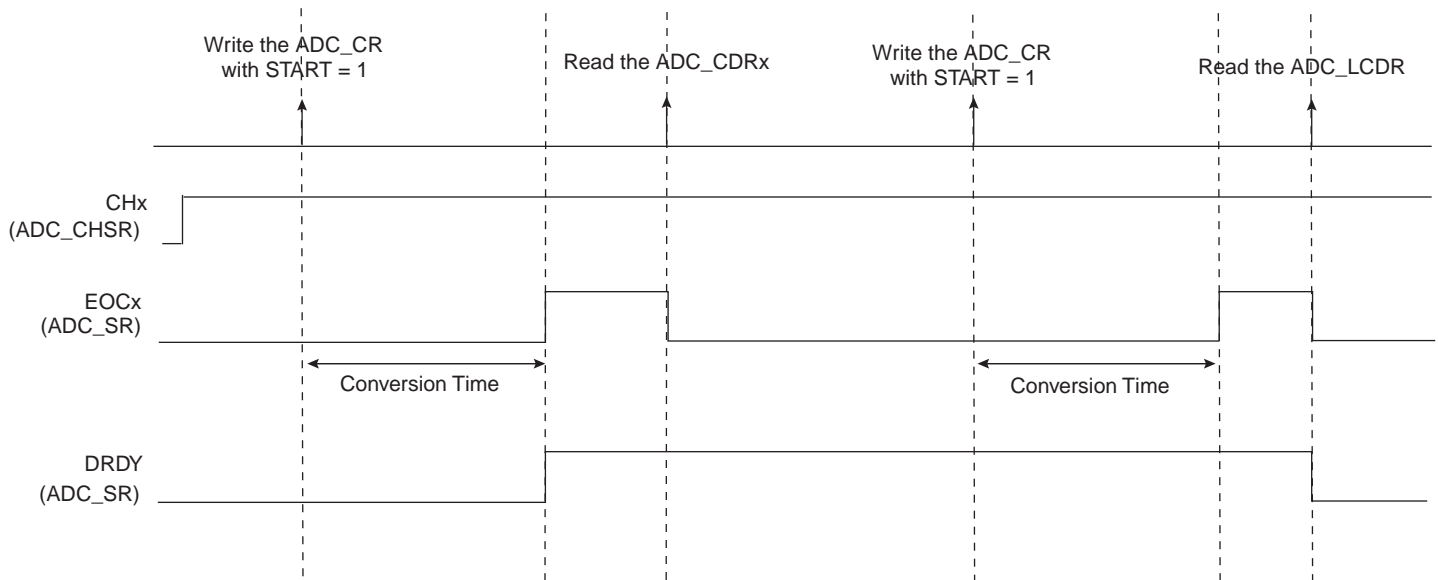 Write the ADC_CR
with START = 1
Read the ADC_CDRx
Write the ADC_CR
with START = 1
Read the ADC_LCDR
CHx
(ADC_CHSR)
EOCx
(ADC_SR)
Conversion Time
Conversion Time
DRDY
(ADC_SR)